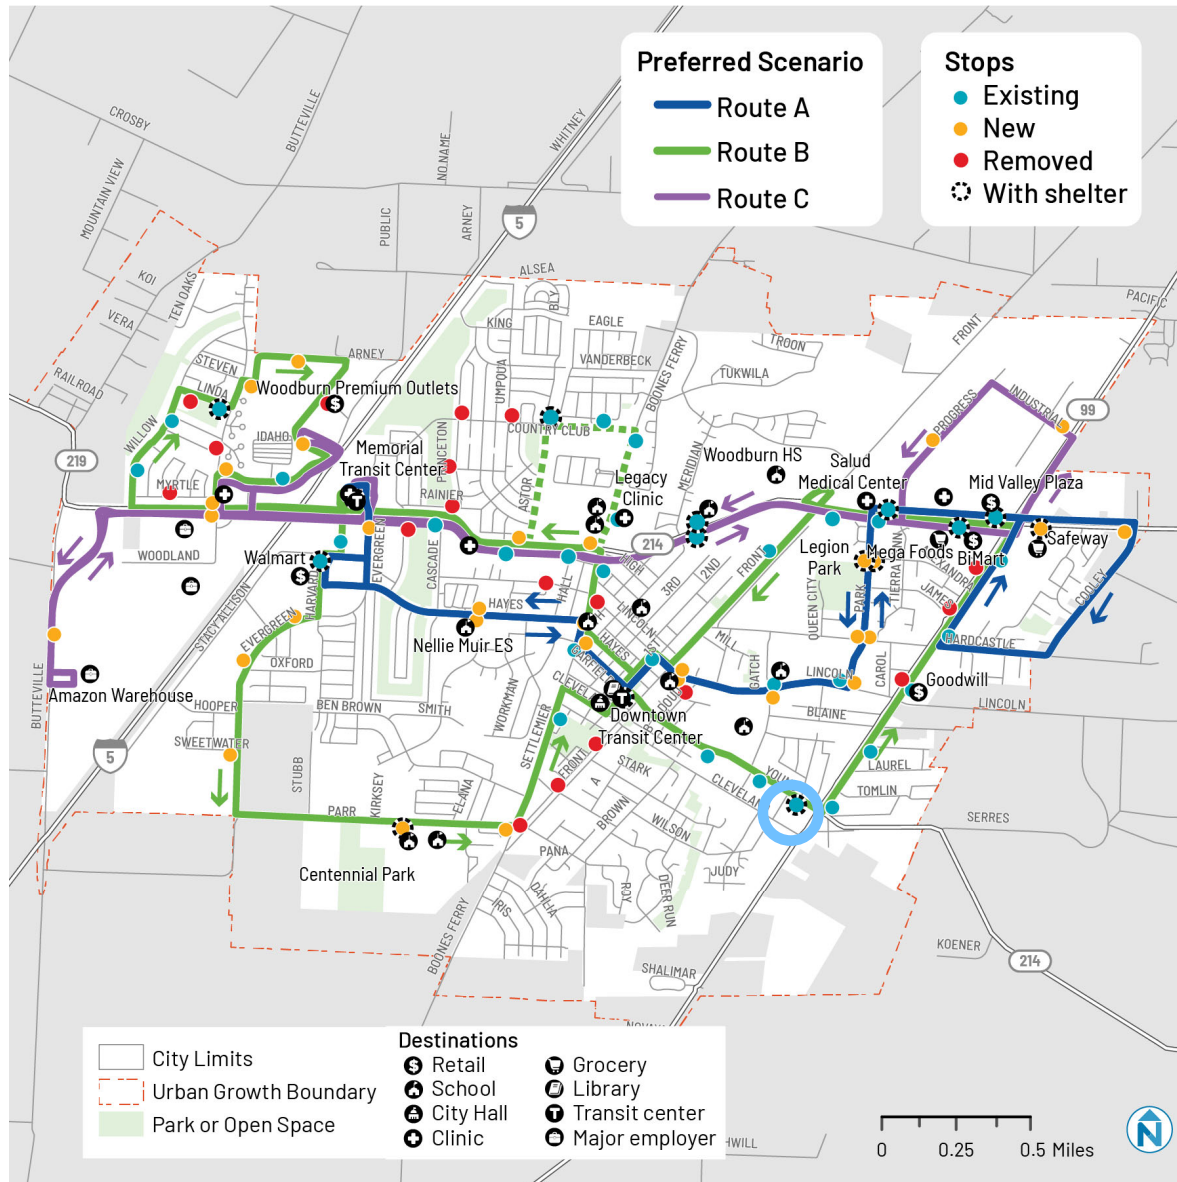 Preferred Scenario
Route A
Route B
Route C
Stops
Existing
New
Removed
With shelter
CROSBY
BUTTEVILLE
NO NAME
WHITNEY
MOUNTAIN VIEW
PUBLIC
ARNEY
5
KOI
TEN OAKS
ALSEA
BLY
PACIFIC
VERA
KING
EAGLE
FRONT
STEVEN
ARNEY
VANDERBECK
TROON
RAILROAD
LINDA
Woodburn Premium Outlets
UMPQUA
BOONES FERRY
TUKWILA
PROGRESS
INDUSTRIAL
99
WILLOW
IDAHO
Memorial
Transit Center
PRINCETON
COUNTRY CLUB
MERIDIAN
Woodburn HS
219
MYRTLE
RAINIER
ASTOR
Legacy
Clinic
Salud
Medical Center
Mid Valley Plaza
WOODLAND
Walmart
EVERGREEN
CASCADE
214
HIGH
Legion
Park
Mega Foods
BiMart
Safeway
STACY ALLISON
HARVARD
HAYES
HALL
3RD
2ND
FRONT
QUEEN CITY
PARK
TIERRA LYNN
ALEXANDRA
JAMES
COOLEY
EVERGREEN
Nellie Muir ES
LINCOLN
HAYES
MILL
HARDCASTLE
OXFORD
GARFIELD
GATCH
LINCOLN
CAROL
Goodwill
Amazon Warehouse
BUTTEVILLE
HOOPER
BEN BROWN
SMITH
WORKMAN
CLEVELAND
BLAINE
LINCOLN
SWEETWATER
SETTLEMIER
Downtown
Transit Center
5
STUBB
FRONT
STARK
CLEVELAND
YOUNG
LAUREL
KIRKSEY
ELANA
A
TOMLIN
PARR
BROWN
WILSON
SERRES
PANA
JUDY
Centennial Park
IRIS
DAHLIA
ROY
DEER RUN
BOONES FERRY
KOENER
SHALIMAR
214
City Limits
Urban Growth Boundary
Park or Open Space
Destinations
Retail
School
City Hall
Clinic
Grocery
Library
Transit center
Major employer
0
0.25
0.5 Miles
N